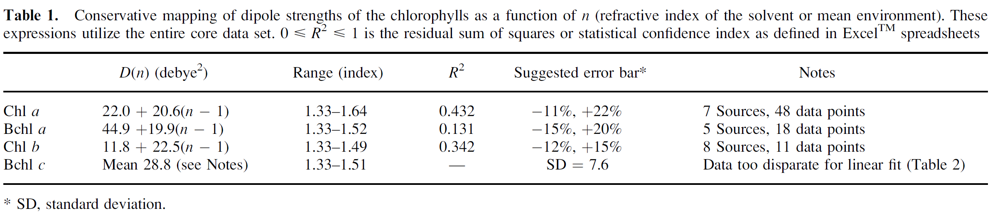 Table 1. Conservative mapping of dipole strengths of the chlorophylls as a function of n (refractive index of the solvent or mean environment). These
expressions utilize the entire core data set. 0 ⩽ R² ⩽ 1 is the residual sum of squares or statistical confidence index as defined in Excel™ spreadsheets
D(n) (debye²) Range (index) R² Suggested error bar* Notes
Chl a 22.0 + 20.6(n − 1) 1.33–1.64 0.432 −11%, +22% 7 Sources, 48 data points
Bchl a 44.9 +19.9(n − 1) 1.33–1.52 0.131 −15%, +20% 5 Sources, 18 data points
Chl b 11.8 + 22.5(n − 1) 1.33–1.49 0.342 −12%, +15% 8 Sources, 11 data points
Bchl c Mean 28.8 (see Notes) 1.33–1.51 — SD = 7.6 Data too disparate for linear fit (Table 2)
* SD, standard deviation.